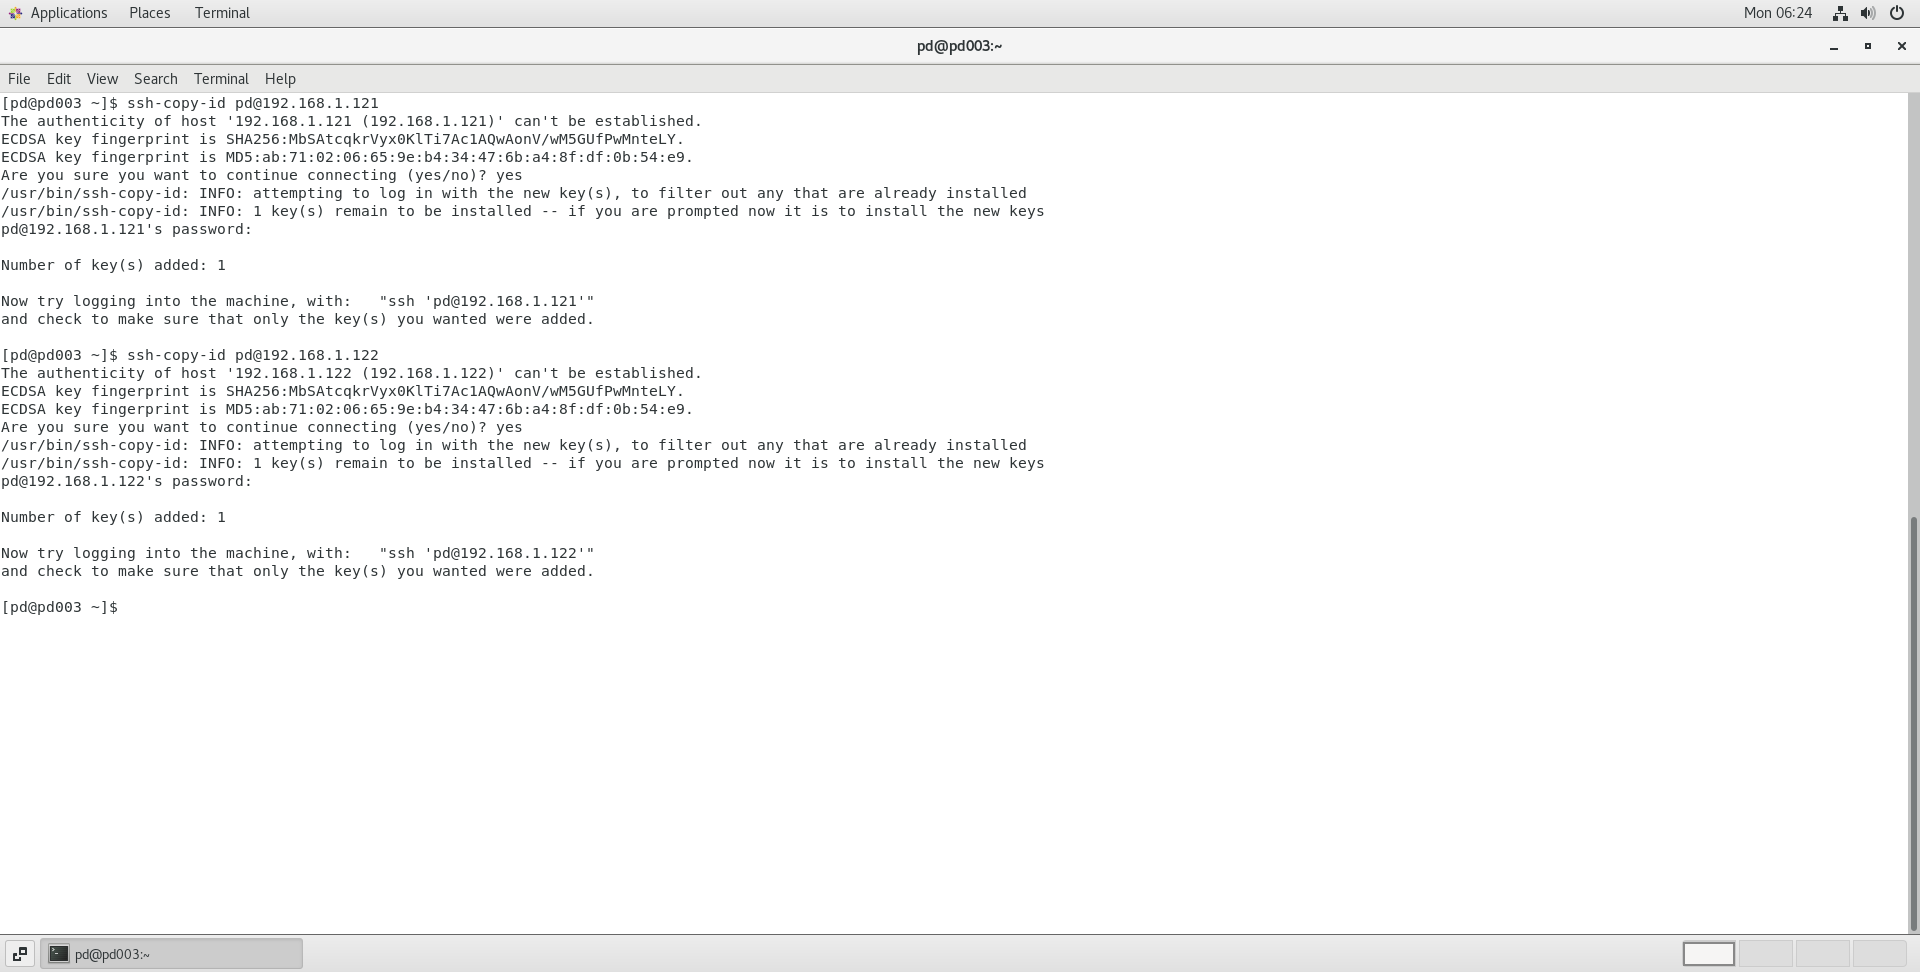 Applications Places Terminal Mon 06:24
pd@pd003:~
File Edit View Search Terminal Help
[pd@pd003 ~]$ ssh-copy-id pd@192.168.1.121
The authenticity of host '192.168.1.121 (192.168.1.121)' can't be established.
ECDSA key fingerprint is SHA256:MbSAtcqkrVyx0KlTi7Ac1AQwAonV/wM5GUfPwMnteLY.
ECDSA key fingerprint is MD5:ab:71:02:06:65:9e:b4:34:47:6b:a4:8f:df:0b:54:e9.
Are you sure you want to continue connecting (yes/no)? yes
/usr/bin/ssh-copy-id: INFO: attempting to log in with the new key(s), to filter out any that are already installed
/usr/bin/ssh-copy-id: INFO: 1 key(s) remain to be installed -- if you are prompted now it is to install the new keys
pd@192.168.1.121's password:
Number of key(s) added: 1
Now try logging into the machine, with:   "ssh 'pd@192.168.1.121'"
and check to make sure that only the key(s) you wanted were added.
[pd@pd003 ~]$ ssh-copy-id pd@192.168.1.122
The authenticity of host '192.168.1.122 (192.168.1.122)' can't be established.
ECDSA key fingerprint is SHA256:MbSAtcqkrVyx0KlTi7Ac1AQwAonV/wM5GUfPwMnteLY.
ECDSA key fingerprint is MD5:ab:71:02:06:65:9e:b4:34:47:6b:a4:8f:df:0b:54:e9.
Are you sure you want to continue connecting (yes/no)? yes
/usr/bin/ssh-copy-id: INFO: attempting to log in with the new key(s), to filter out any that are already installed
/usr/bin/ssh-copy-id: INFO: 1 key(s) remain to be installed -- if you are prompted now it is to install the new keys
pd@192.168.1.122's password:
Number of key(s) added: 1
Now try logging into the machine, with:   "ssh 'pd@192.168.1.122'"
and check to make sure that only the key(s) you wanted were added.
[pd@pd003 ~]$
pd@pd003:~